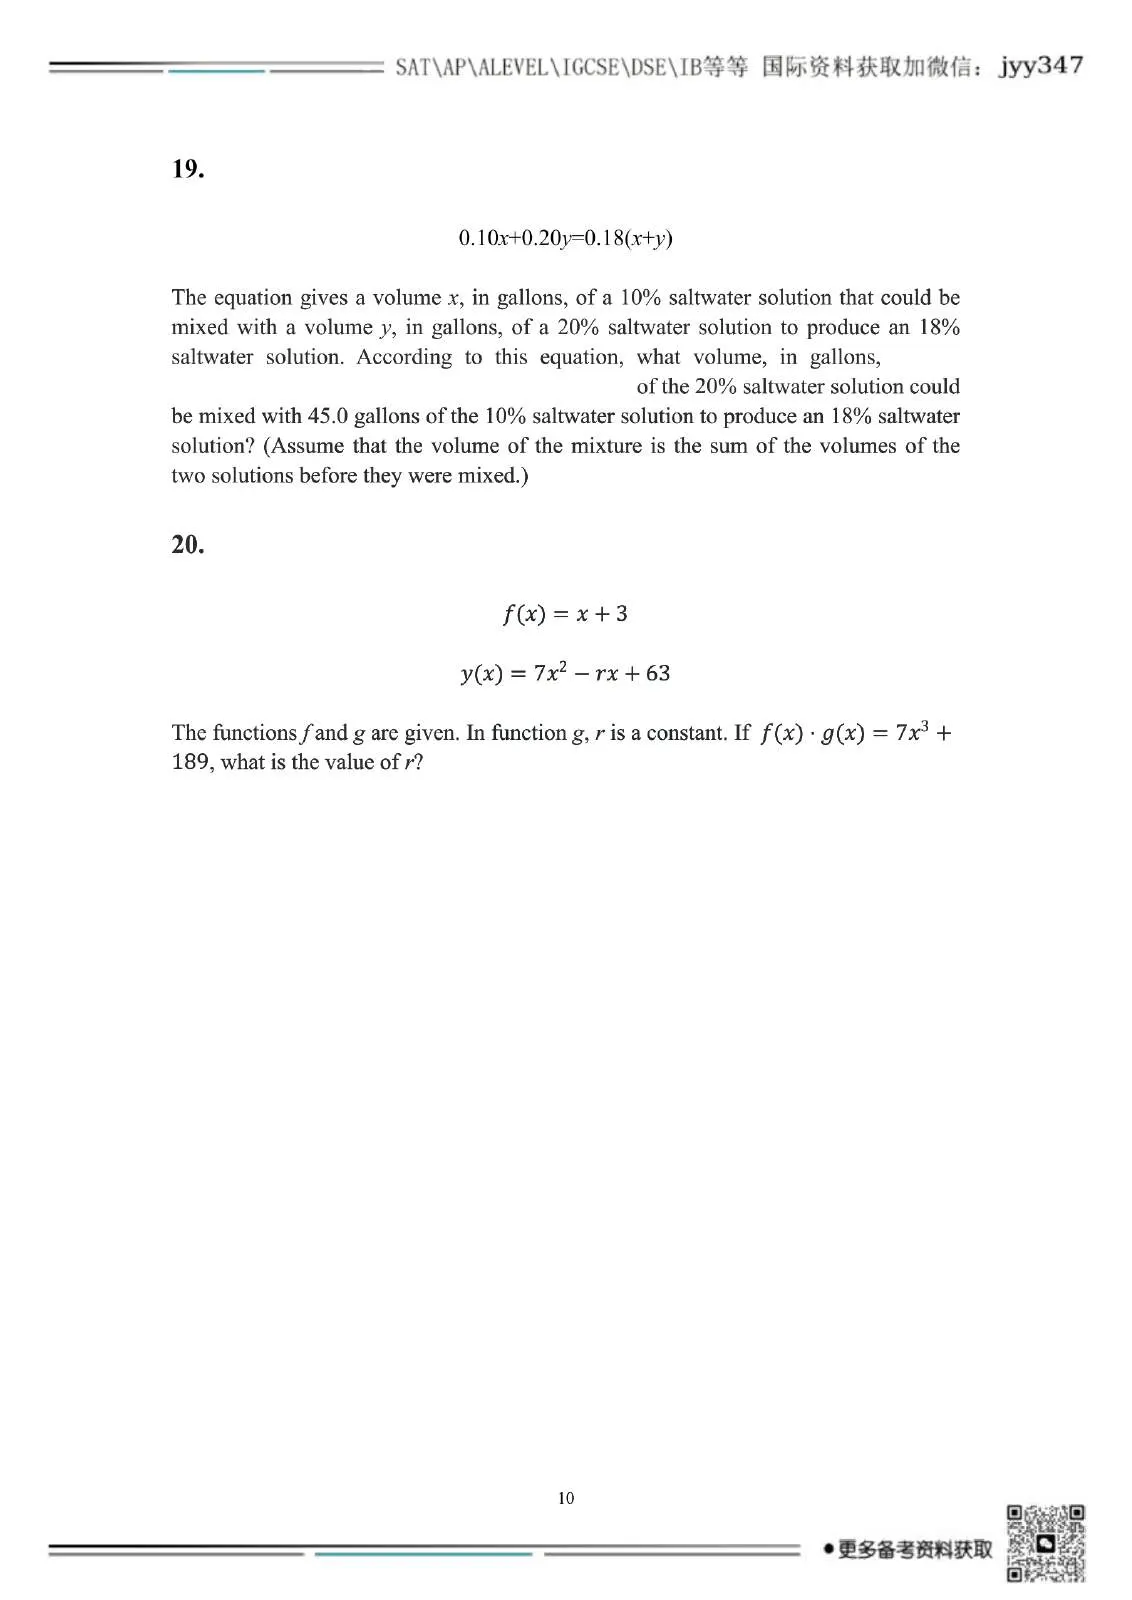 SAT\AP\ALEVEL\IGCSE\DSE\IB等等 国际资料获取加微信：jyy347
19.
0.10x+0.20y=0.18(x+y)
The equation gives a volume x, in gallons, of a 10% saltwater solution that could be
mixed with a volume y, in gallons, of a 20% saltwater solution to produce an 18%
saltwater solution. According to this equation, what volume, in gallons,
of the 20% saltwater solution could
be mixed with 45.0 gallons of the 10% saltwater solution to produce an 18% saltwater
solution? (Assume that the volume of the mixture is the sum of the volumes of the
two solutions before they were mixed.)
20.
f(x) = x + 3
y(x) = 7x² − rx + 63
The functions f and g are given. In function g, r is a constant. If f(x) · g(x) = 7x³ +
189, what is the value of r?
10
●更多备考资料获取